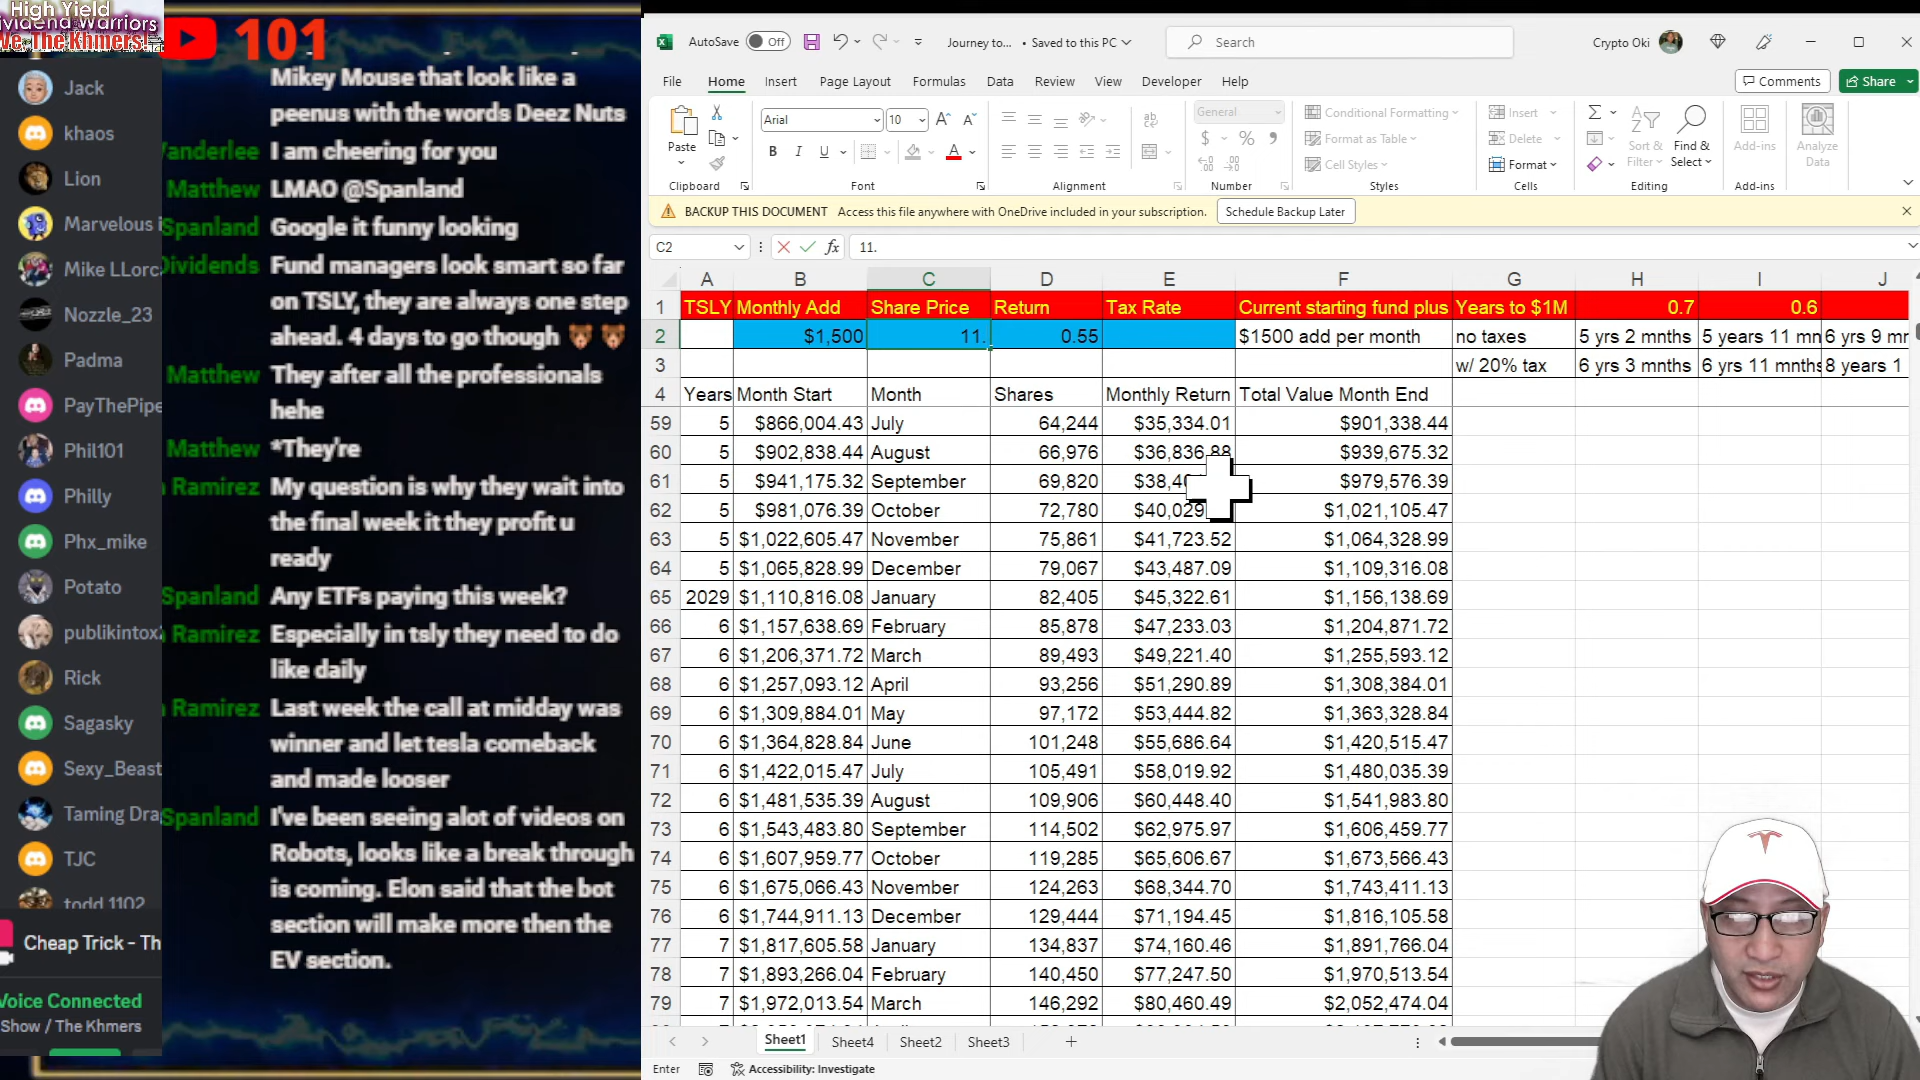 High Yield
Dividend Warriors
We, The Khmers!
101
Jack
khaos
Lion
Marvelous
Mike LLorc
Nozzle_23
Padma
PayThePipe
Phil101
Philly
Phx_mike
Potato
publikintox
Rick
Sagasky
Sexy_Beast
Taming Dra
TJC
todd 1102
Cheap Trick - Th
Voice Connected
Show / The Khmers
Mikey Mouse that look like a
peenus with the words Deez Nuts
Vanderlee I am cheering for you
Matthew LMAO @Spanland
Spanland Google it funny looking
Dividends Fund managers look smart so far
on TSLY, they are always one step
ahead. 4 days to go though 🐻 🐻
Matthew They after all the professionals
hehe
Matthew *They're
Ramirez My question is why they wait into
the final week it they profit u
ready
Spanland Any ETFs paying this week?
Ramirez Especially in tsly they need to do
like daily
Ramirez Last week the call at midday was
winner and let tesla comeback
and made looser
Spanland I've been seeing alot of videos on
Robots, looks like a break through
is coming. Elon said that the bot
section will make more then the
EV section.
AutoSave Off Journey to... • Saved to this PC Search Crypto Oki
File Home Insert Page Layout Formulas Data Review View Developer Help Comments Share
Paste Arial 10 General Conditional Formatting Insert
Format as Table Delete Sort & Filter Find & Select Add-ins Analyze Data
B I U A $ % Cell Styles Format
Clipboard Font Alignment Number Styles Cells Editing Add-ins
BACKUP THIS DOCUMENT Access this file anywhere with OneDrive included in your subscription. Schedule Backup Later
C2 fx 11.
A B C D E F G H I J
1 TSLY Monthly Add Share Price Return Tax Rate Current starting fund plus Years to $1M 0.7 0.6
2 $1,500 11. 0.55 $1500 add per month no taxes 5 yrs 2 mnths 5 years 11 mn 6 yrs 9 mn
3 w/ 20% tax 6 yrs 3 mnths 6 yrs 11 mnths 8 years 1
4 Years Month Start Month Shares Monthly Return Total Value Month End
59 5 $866,004.43 July 64,244 $35,334.01 $901,338.44
60 5 $902,838.44 August 66,976 $36,836.88 $939,675.32
61 5 $941,175.32 September 69,820 $38,40 $979,576.39
62 5 $981,076.39 October 72,780 $40,029 $1,021,105.47
63 5 $1,022,605.47 November 75,861 $41,723.52 $1,064,328.99
64 5 $1,065,828.99 December 79,067 $43,487.09 $1,109,316.08
65 2029 $1,110,816.08 January 82,405 $45,322.61 $1,156,138.69
66 6 $1,157,638.69 February 85,878 $47,233.03 $1,204,871.72
67 6 $1,206,371.72 March 89,493 $49,221.40 $1,255,593.12
68 6 $1,257,093.12 April 93,256 $51,290.89 $1,308,384.01
69 6 $1,309,884.01 May 97,172 $53,444.82 $1,363,328.84
70 6 $1,364,828.84 June 101,248 $55,686.64 $1,420,515.47
71 6 $1,422,015.47 July 105,491 $58,019.92 $1,480,035.39
72 6 $1,481,535.39 August 109,906 $60,448.40 $1,541,983.80
73 6 $1,543,483.80 September 114,502 $62,975.97 $1,606,459.77
74 6 $1,607,959.77 October 119,285 $65,606.67 $1,673,566.43
75 6 $1,675,066.43 November 124,263 $68,344.70 $1,743,411.13
76 6 $1,744,911.13 December 129,444 $71,194.45 $1,816,105.58
77 7 $1,817,605.58 January 134,837 $74,160.46 $1,891,766.04
78 7 $1,893,266.04 February 140,450 $77,247.50 $1,970,513.54
79 7 $1,972,013.54 March 146,292 $80,460.49 $2,052,474.04
Sheet1 Sheet4 Sheet2 Sheet3
Enter Accessibility: Investigate